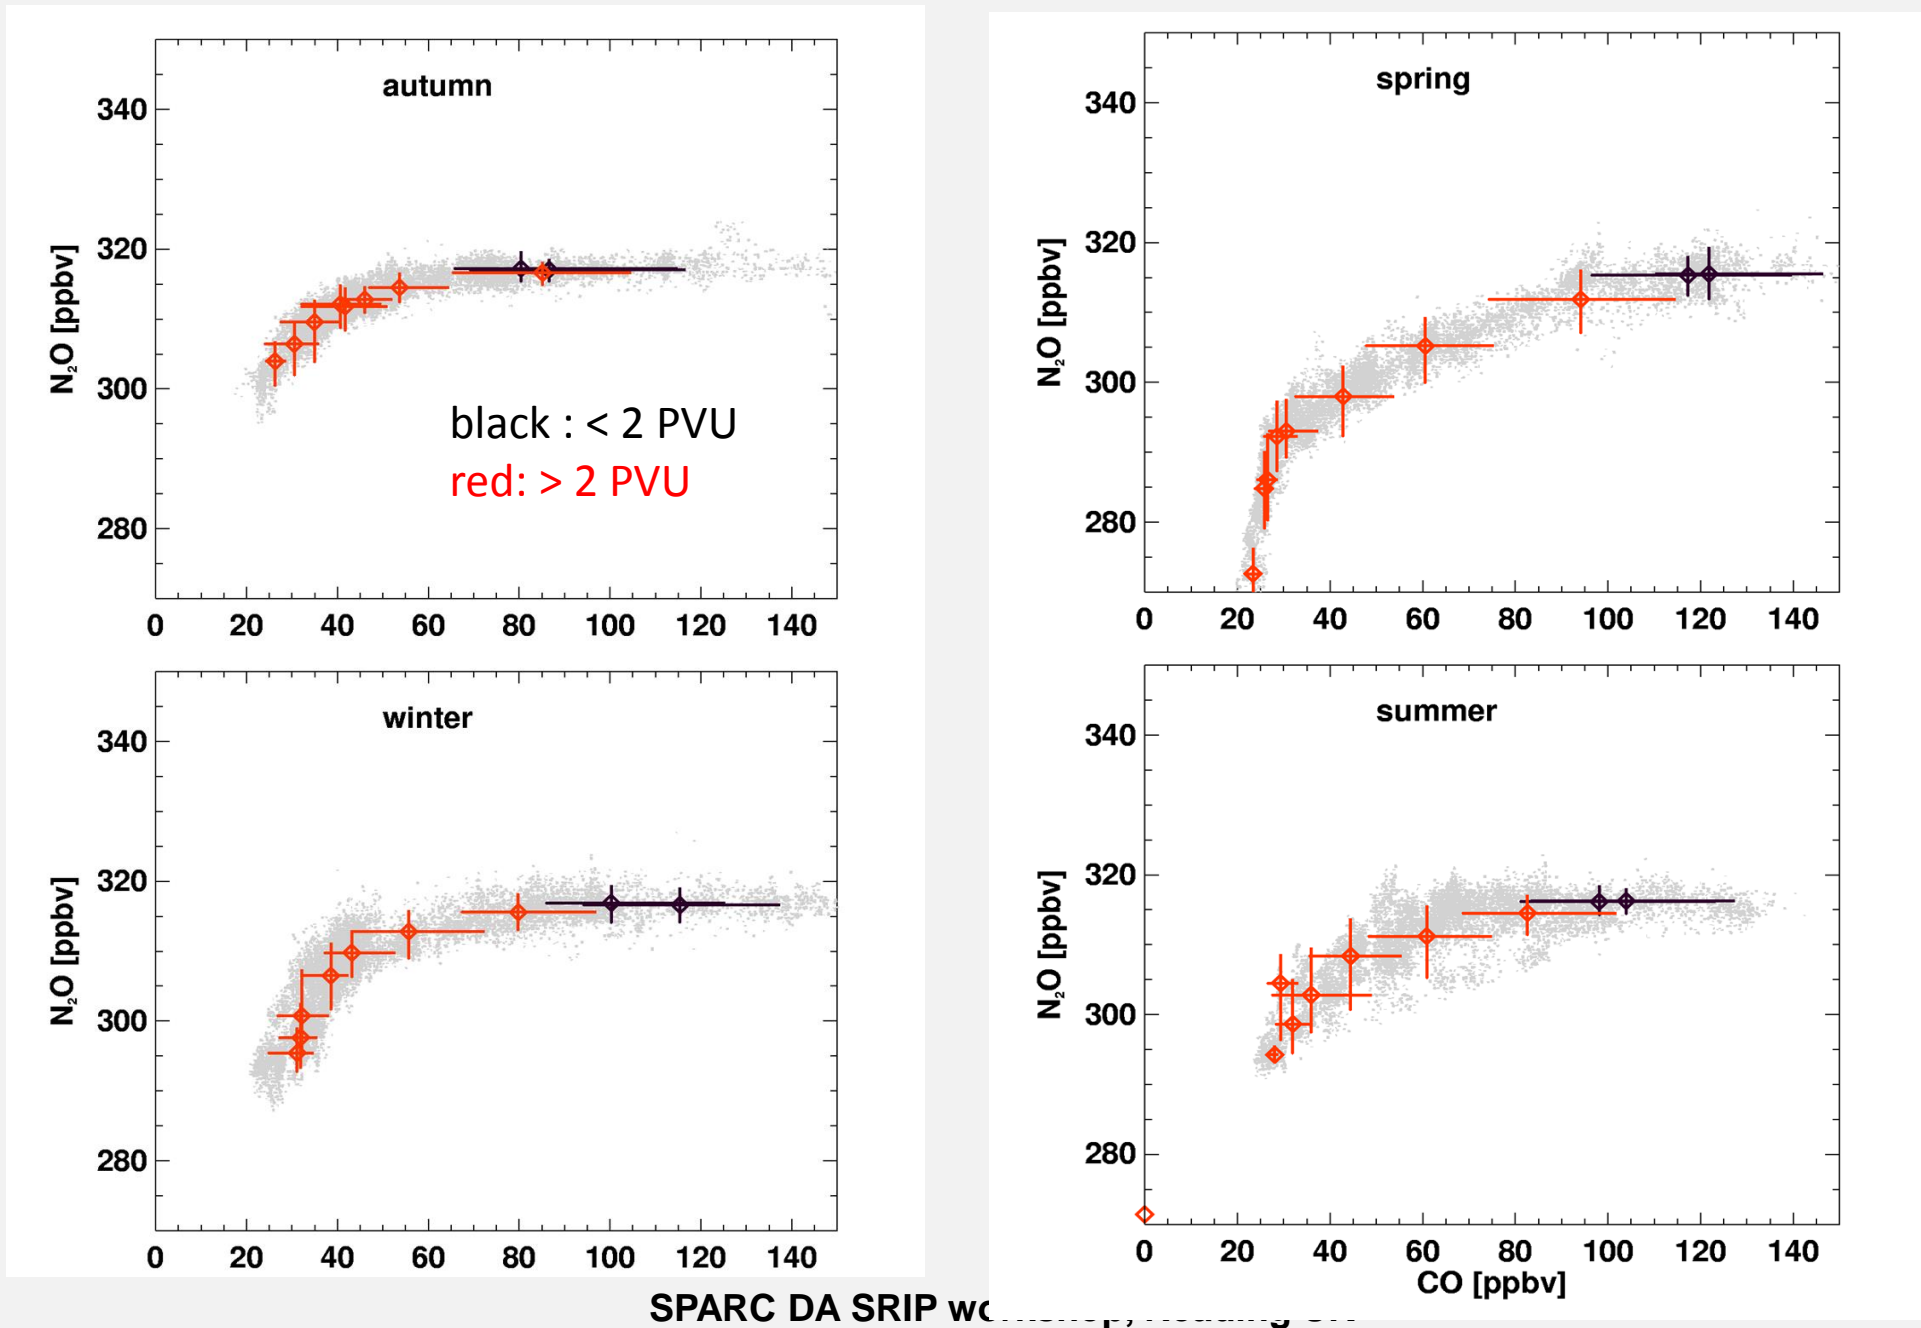 autumn
340
320
300
280
N₂O [ppbv]
black : < 2 PVU
red: > 2 PVU
0 20 40 60 80 100 120 140
spring
340
320
300
280
N₂O [ppbv]
0 20 40 60 80 100 120 140
winter
340
320
300
280
N₂O [ppbv]
0 20 40 60 80 100 120 140
summer
340
320
300
280
N₂O [ppbv]
0 20 40 60 80 100 120 140
CO [ppbv]
SPARC DA SRIP workshop, Reading UK